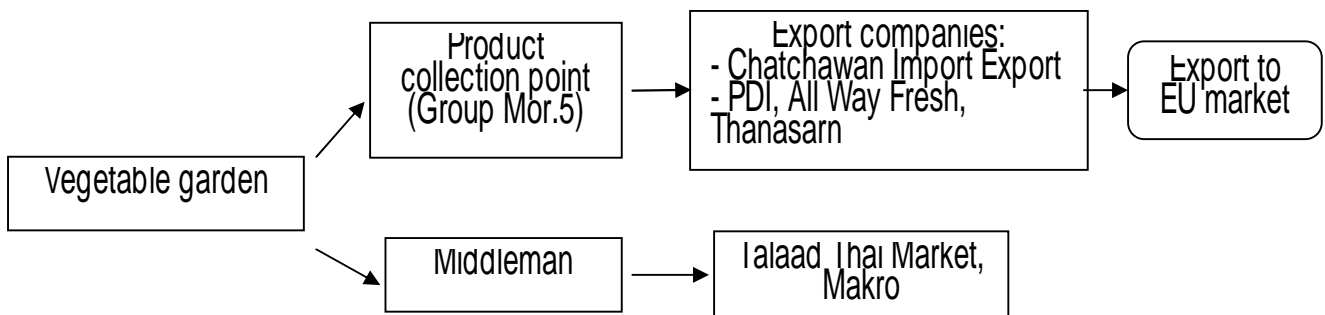 Product
collection point
(Group Mor.5)
Export companies:
- Chatchawan Import Export
- PDI, All Way Fresh,
Thanasarn
Export to
EU market
Vegetable garden
Middleman
Talaad Thai Market,
Makro